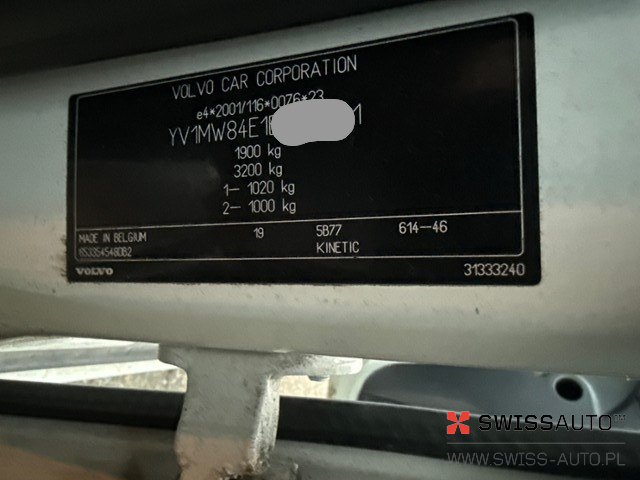 VOLVO CAR CORPORATION
e4*2001/116*0076*23
YV1MW84E1 1
1900 kg
3200 kg
1– 1020 kg
2– 1000 kg
MADE IN BELGIUM 19 5B77 614–46
KINETIC
VOLVO 31333240
SWISSAUTO
WWW.SWISS-AUTO.PL